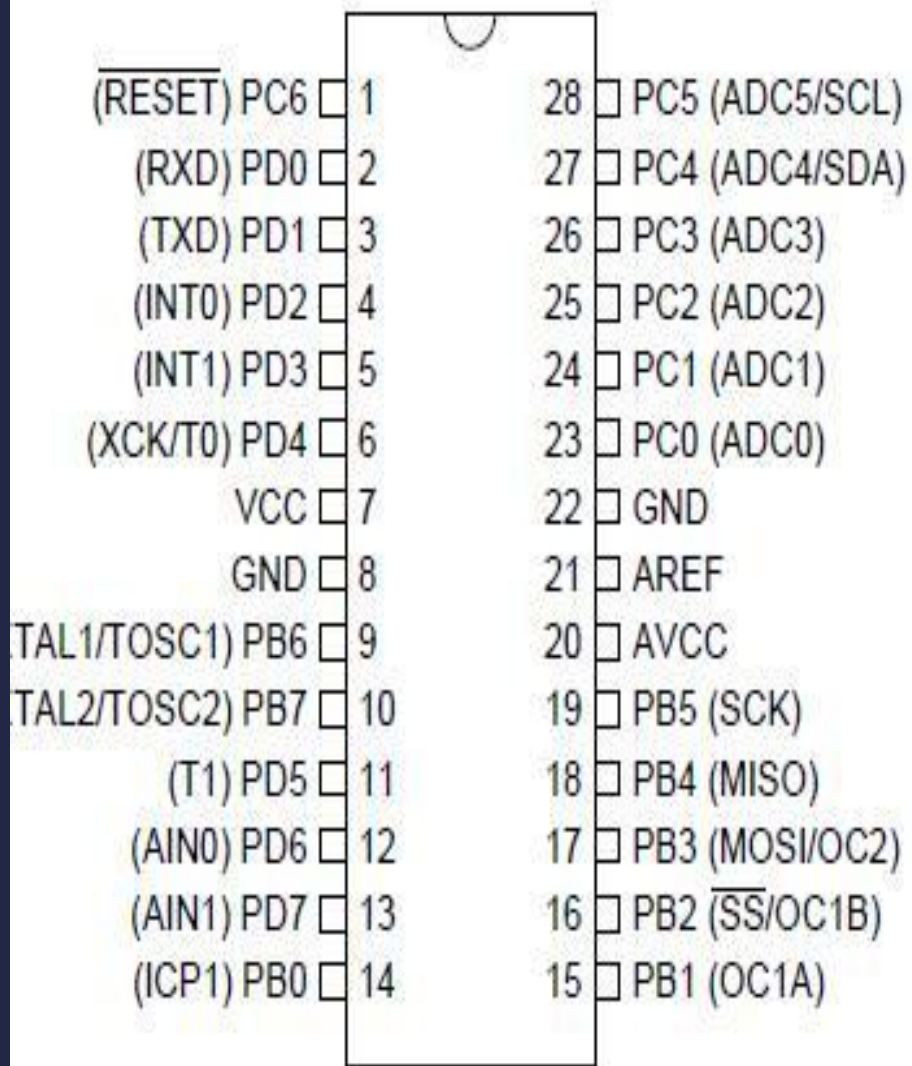 (RESET) PC6 1 28 PC5 (ADC5/SCL)
(RXD) PD0 2 27 PC4 (ADC4/SDA)
(TXD) PD1 3 26 PC3 (ADC3)
(INT0) PD2 4 25 PC2 (ADC2)
(INT1) PD3 5 24 PC1 (ADC1)
(XCK/T0) PD4 6 23 PC0 (ADC0)
VCC 7 22 GND
GND 8 21 AREF
TAL1/TOSC1) PB6 9 20 AVCC
TAL2/TOSC2) PB7 10 19 PB5 (SCK)
(T1) PD5 11 18 PB4 (MISO)
(AIN0) PD6 12 17 PB3 (MOSI/OC2)
(AIN1) PD7 13 16 PB2 (SS/OC1B)
(ICP1) PB0 14 15 PB1 (OC1A)